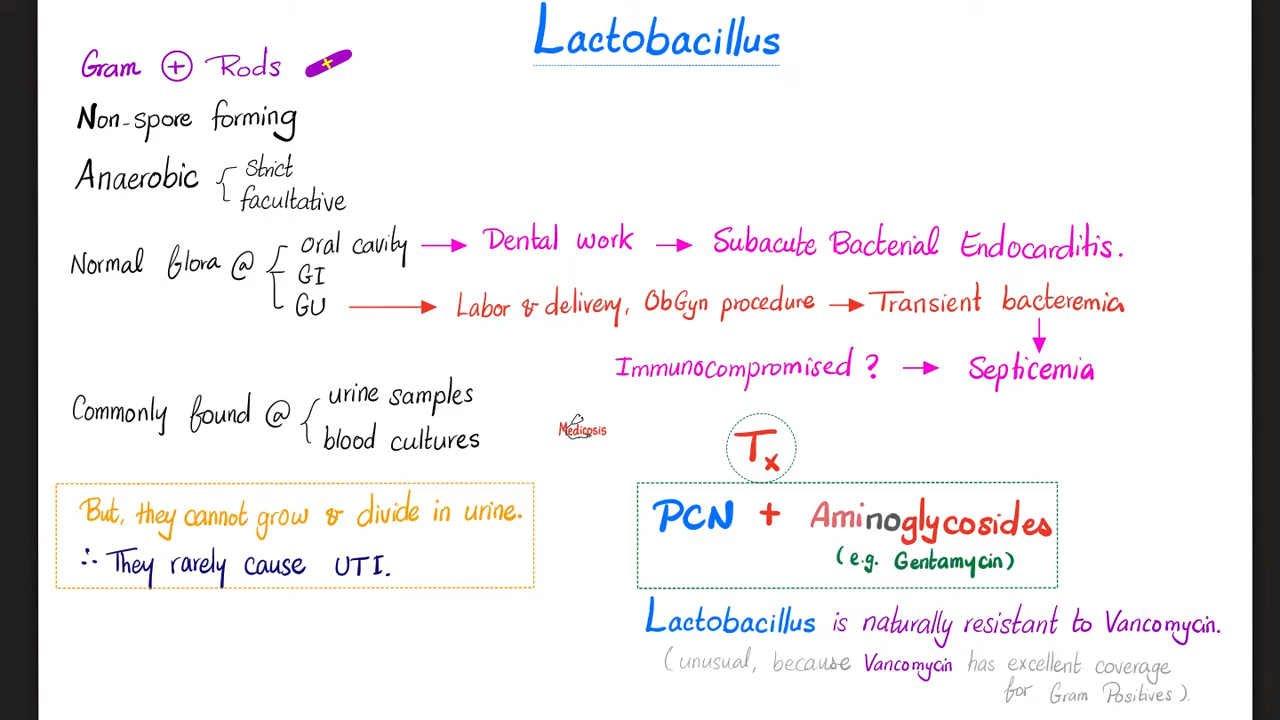 Lactobacillus
Gram + Rods +
Non-spore forming
Anaerobic { strict
facultative
Normal flora @ { oral cavity → Dental work → Subacute Bacterial Endocarditis.
GI
GU → Labor & delivery, ObGyn procedure → Transient bacteremia
Immunocompromised ? → Septicemia
Commonly found @ { urine samples
blood cultures
Medicosis
Tx
But, they cannot grow & divide in urine.
∴ They rarely cause UTI.
PCN + Aminoglycosides
(e.g. Gentamycin)
Lactobacillus is naturally resistant to Vancomycin.
(unusual, because Vancomycin has excellent coverage
for Gram Positives).